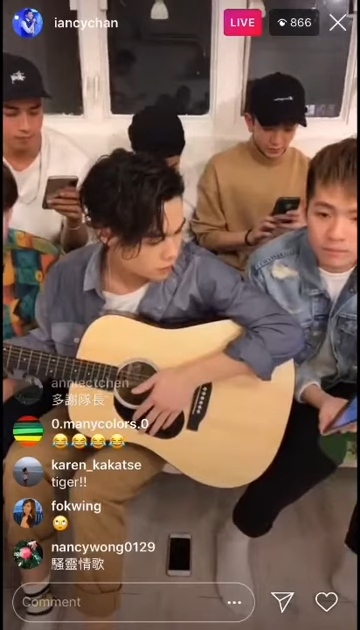 iancychan
LIVE
866
anniectchen
多謝隊長
0.manycolors.0
😂😂😂😂
karen_kakatse
tiger!!
fokwing
🙄
nancywong0129
騷靈情歌
Comment